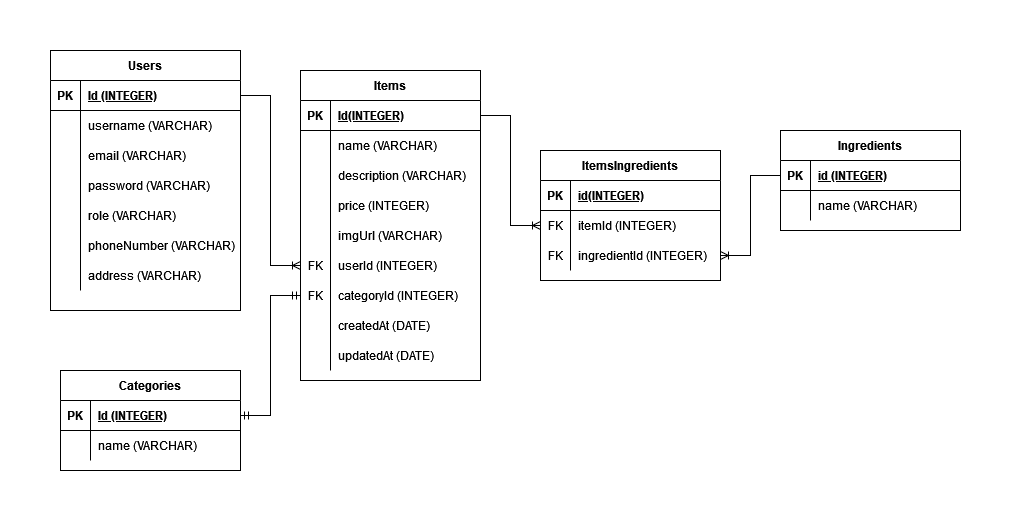 Users
PK Id (INTEGER)
username (VARCHAR)
email (VARCHAR)
password (VARCHAR)
role (VARCHAR)
phoneNumber (VARCHAR)
address (VARCHAR)
Items
PK Id(INTEGER)
name (VARCHAR)
description (VARCHAR)
price (INTEGER)
imgUrl (VARCHAR)
FK userId (INTEGER)
FK categoryId (INTEGER)
createdAt (DATE)
updatedAt (DATE)
ItemsIngredients
PK id(INTEGER)
FK itemId (INTEGER)
FK ingredientId (INTEGER)
Ingredients
PK id (INTEGER)
name (VARCHAR)
Categories
PK Id (INTEGER)
name (VARCHAR)